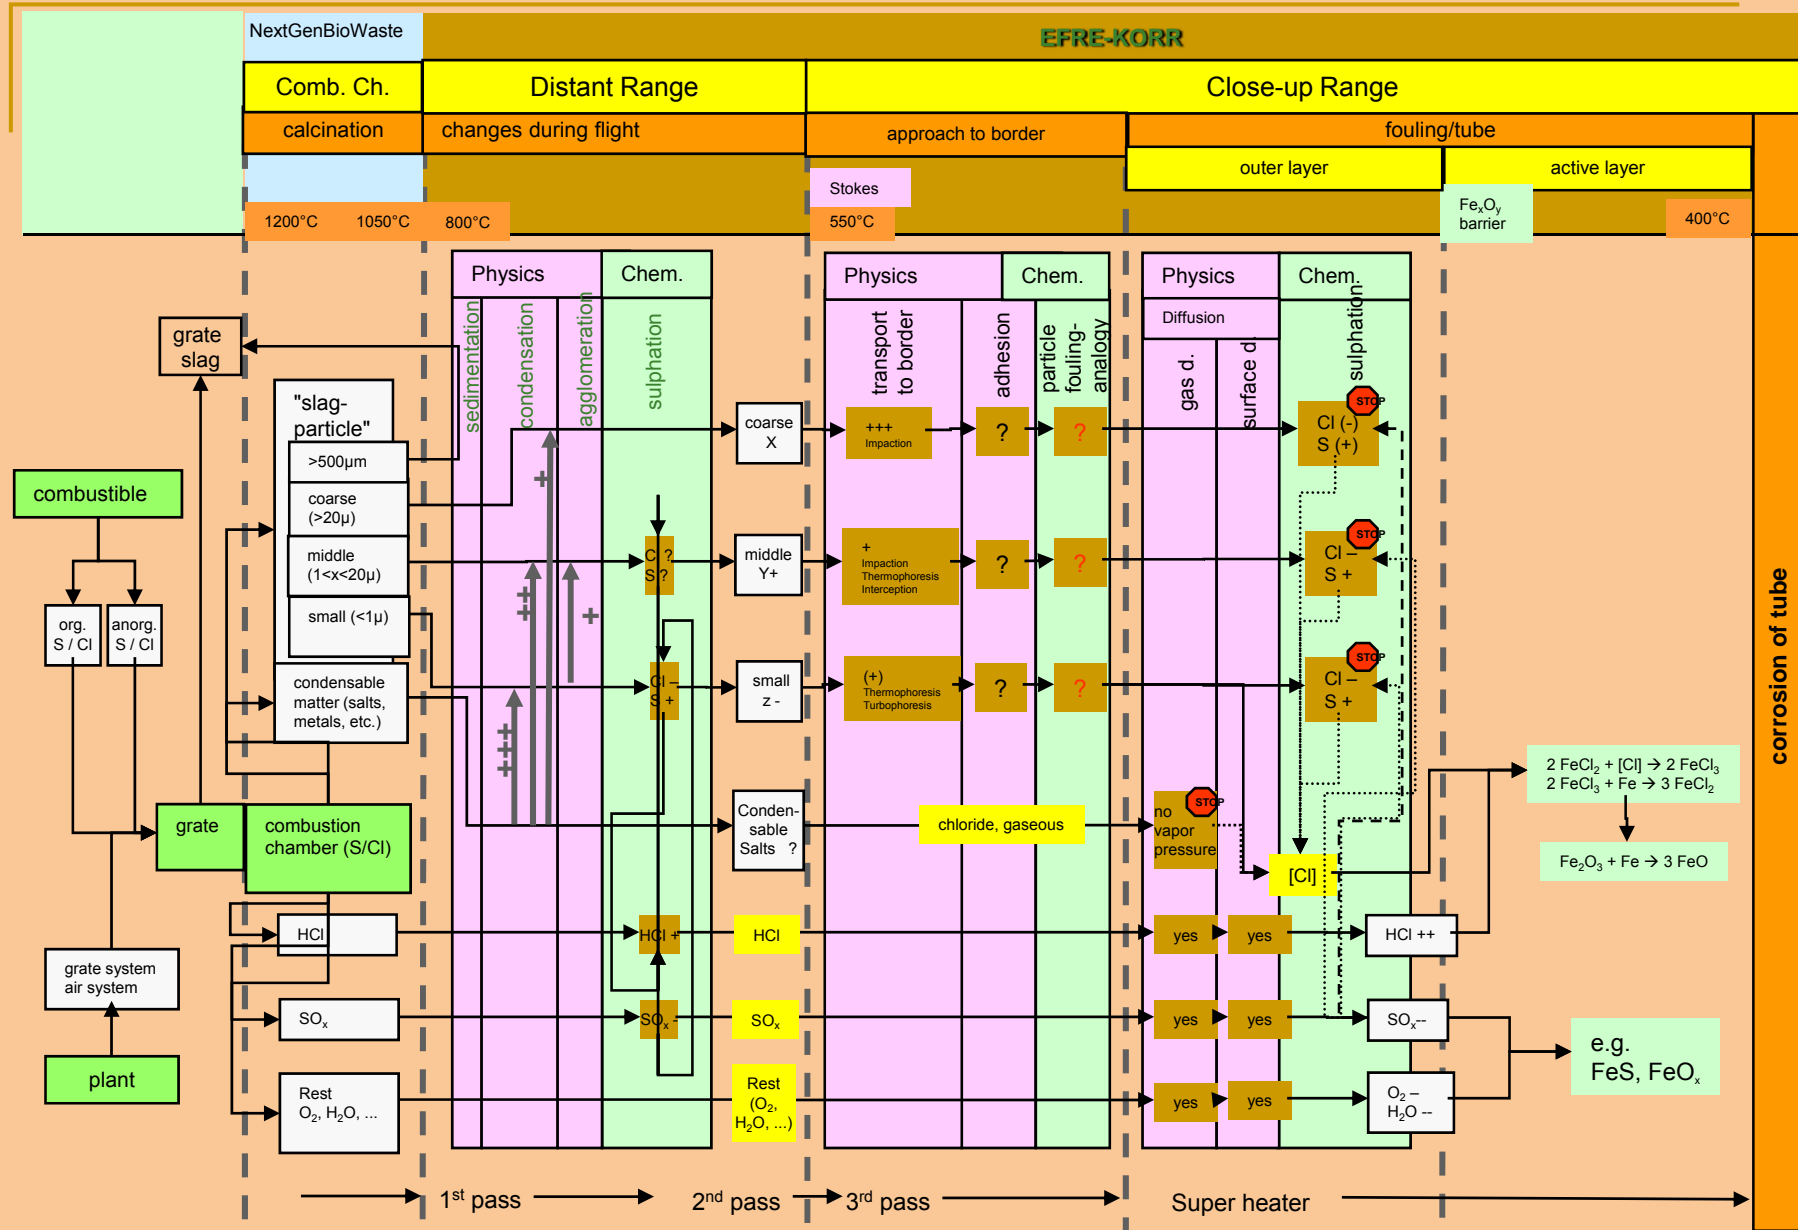 NextGenBioWaste
EFRE-KORR
Comb. Ch.
Distant Range
Close-up Range
calcination
changes during flight
approach to border
fouling/tube
outer layer
active layer
Stokes
1200°C
1050°C
800°C
550°C
FexOy
barrier
400°C
Physics
Chem.
Physics
Chem.
Physics
Chem.
sedimentation
condensation
agglomeration
sulphation
transport
to border
adhesion
particle
fouling-
analogy
Diffusion
gas d.
surface d.
sulphation
corrosion of tube
grate
slag
"slag-
particle"
>500µm
coarse
(>20µ)
middle
(1<x<20µ)
small (<1µ)
condensable
matter (salts,
metals, etc.)
combustible
org.
S / Cl
anorg.
S / Cl
grate
combustion
chamber (S/Cl)
grate system
air system
plant
HCl
SOx
Rest
O2, H2O, ...
+
++
+
+++
Cl ?
S ?
Cl –
S +
HCl +
SOx -
coarse
X
middle
Y+
small
z -
Conden-
sable
Salts ?
HCl
SOx
Rest
(O2,
H2O, ...)
+++
Impaction
?
?
+
Impaction
Thermophoresis
Interception
?
?
(+)
Thermophoresis
Turbophoresis
?
?
chloride, gaseous
STOP
Cl (-)
S (+)
STOP
Cl –
S +
STOP
Cl –
S +
STOP
no
vapor
pressure
[Cl]
yes
yes
HCl ++
yes
yes
SOx--
yes
yes
O2 –
H2O --
2 FeCl2 + [Cl] → 2 FeCl3
2 FeCl3 + Fe → 3 FeCl2
Fe2O3 + Fe → 3 FeO
e.g.
FeS, FeOx
1st pass
2nd pass
3rd pass
Super heater